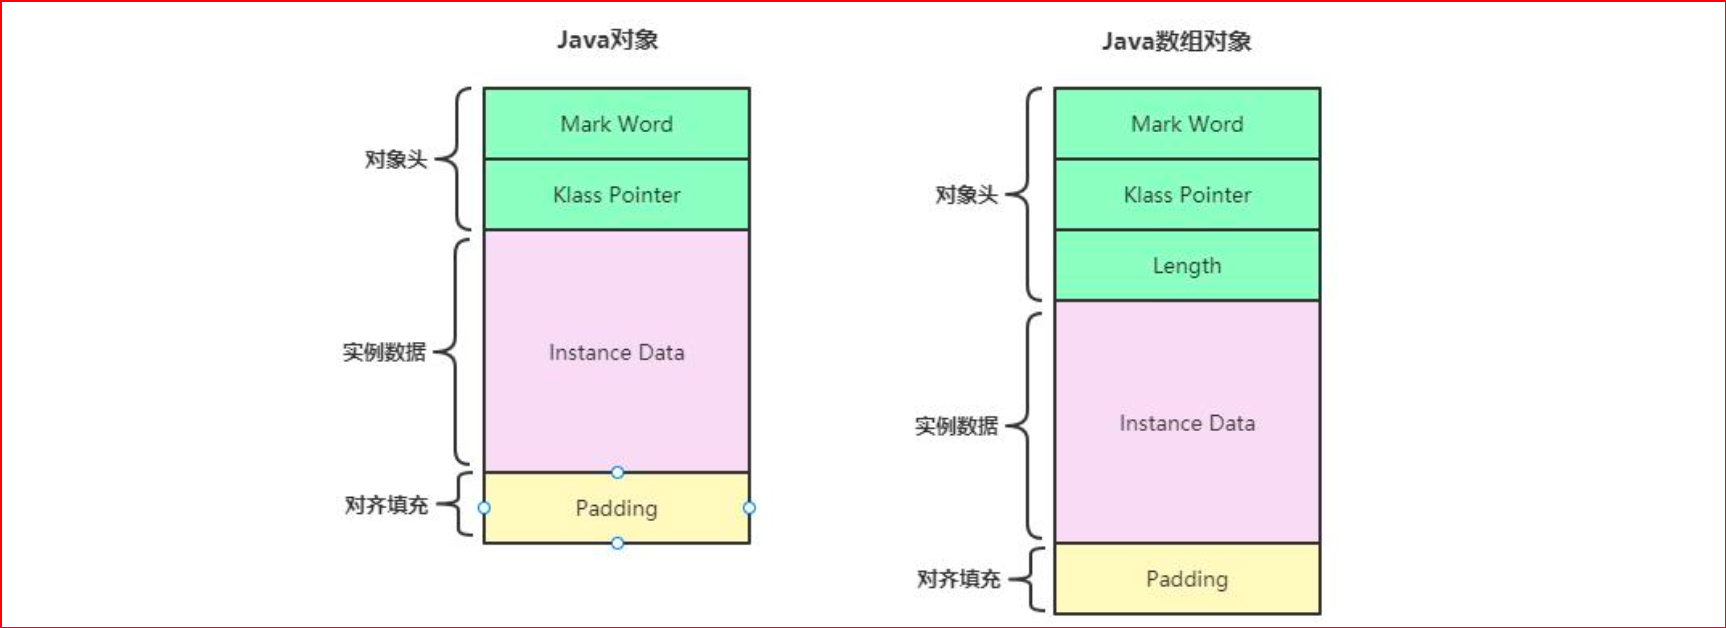 Java对象
对象头
Mark Word
Klass Pointer
实例数据
Instance Data
对齐填充
Padding
Java数组对象
对象头
Mark Word
Klass Pointer
Length
实例数据
Instance Data
对齐填充
Padding